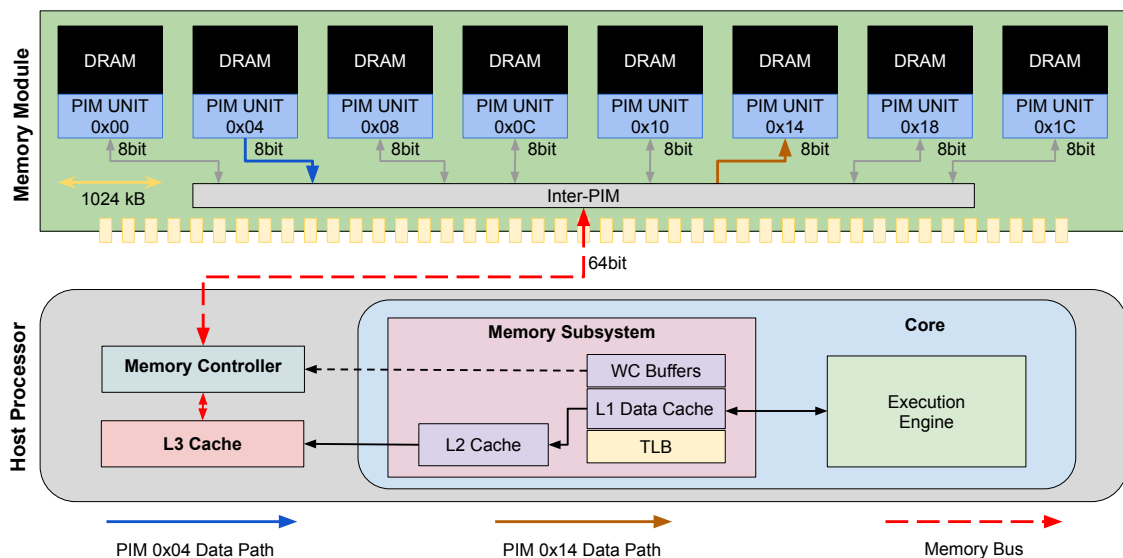 Memory Module
DRAM
DRAM
DRAM
DRAM
DRAM
DRAM
DRAM
DRAM
PIM UNIT
0x00
PIM UNIT
0x04
PIM UNIT
0x08
PIM UNIT
0x0C
PIM UNIT
0x10
PIM UNIT
0x14
PIM UNIT
0x18
PIM UNIT
0x1C
8bit
8bit
8bit
8bit
8bit
8bit
8bit
8bit
1024 kB
Inter-PIM
64bit
Host Processor
Memory Subsystem
Core
Memory Controller
WC Buffers
L1 Data Cache
Execution
Engine
L3 Cache
L2 Cache
TLB
PIM 0x04 Data Path
PIM 0x14 Data Path
Memory Bus